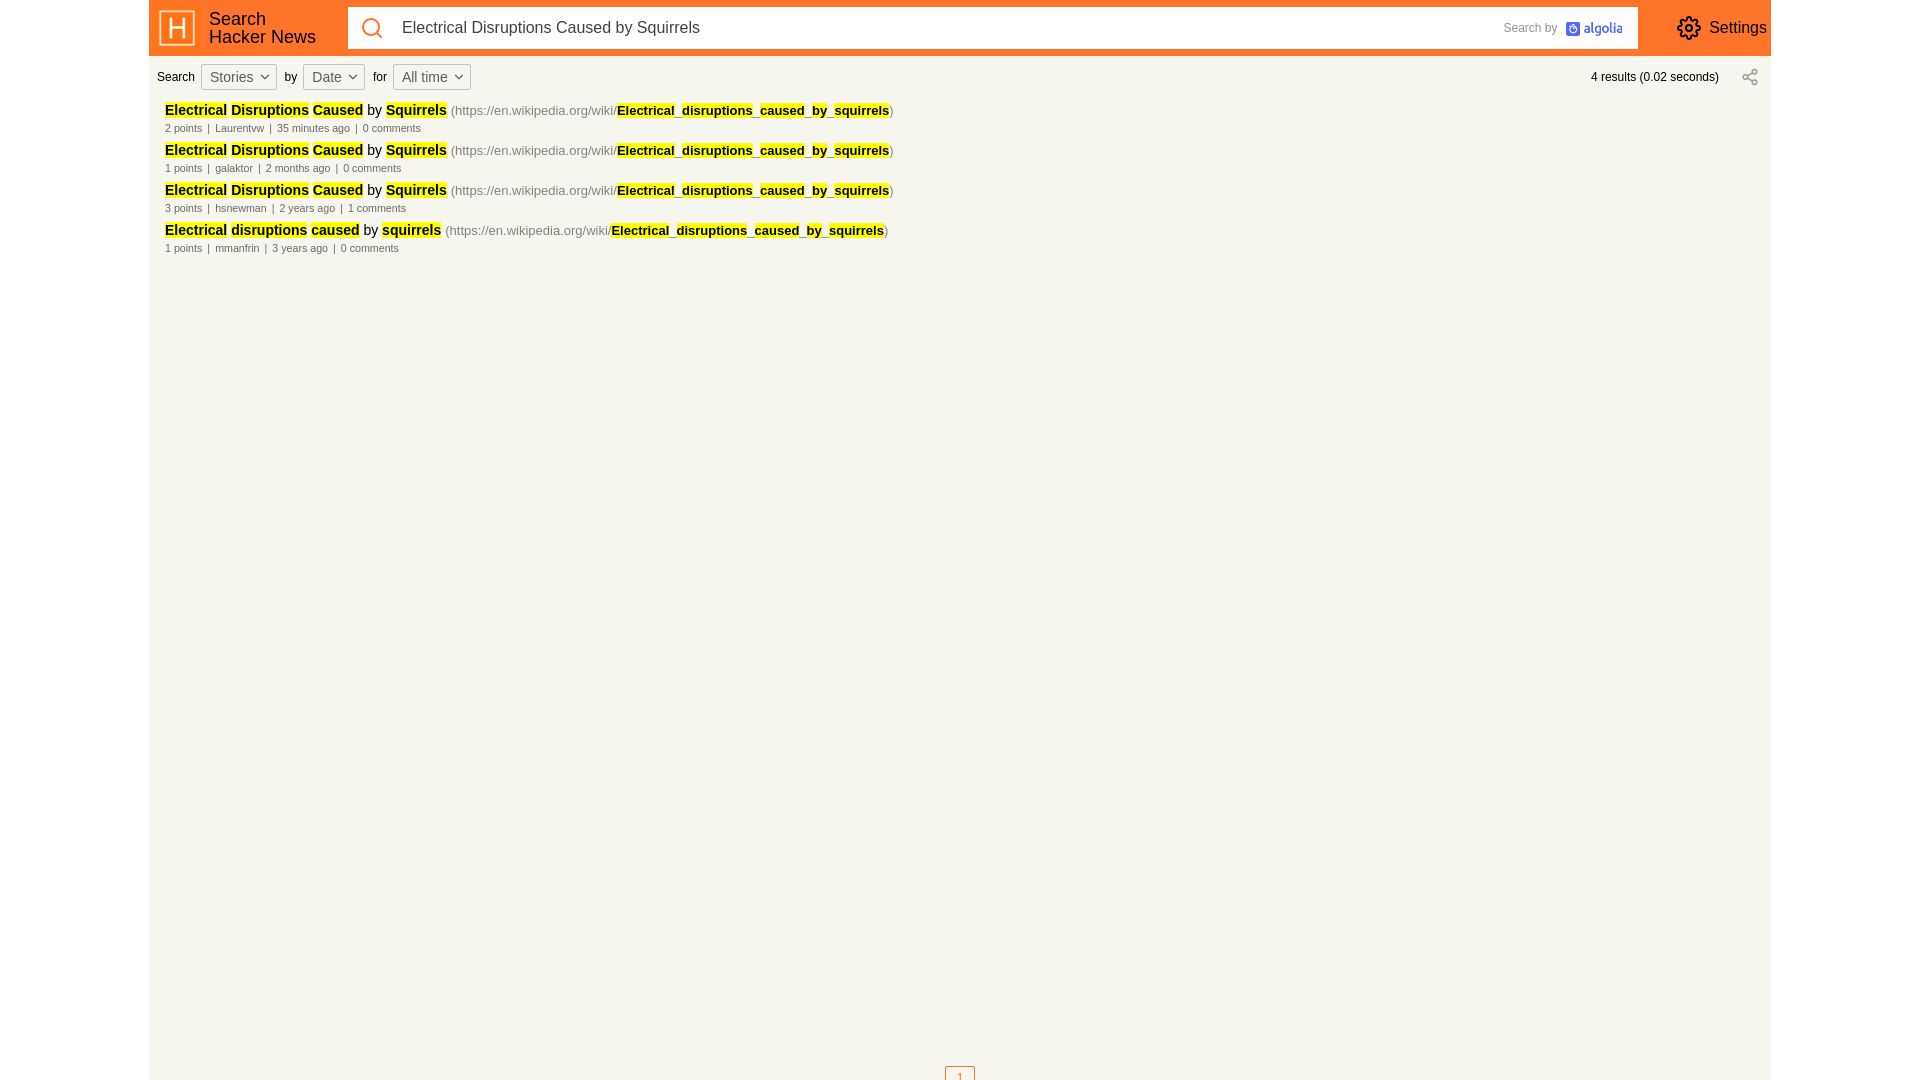 Search
Hacker News
Electrical Disruptions Caused by Squirrels
Search by algolia
Settings
Search Stories by Date for All time
4 results (0.02 seconds)
Electrical Disruptions Caused by Squirrels (https://en.wikipedia.org/wiki/Electrical_disruptions_caused_by_squirrels)
2 points | Laurentvw | 35 minutes ago | 0 comments
Electrical Disruptions Caused by Squirrels (https://en.wikipedia.org/wiki/Electrical_disruptions_caused_by_squirrels)
1 points | galaktor | 2 months ago | 0 comments
Electrical Disruptions Caused by Squirrels (https://en.wikipedia.org/wiki/Electrical_disruptions_caused_by_squirrels)
3 points | hsnewman | 2 years ago | 1 comments
Electrical disruptions caused by squirrels (https://en.wikipedia.org/wiki/Electrical_disruptions_caused_by_squirrels)
1 points | mmanfrin | 3 years ago | 0 comments
1